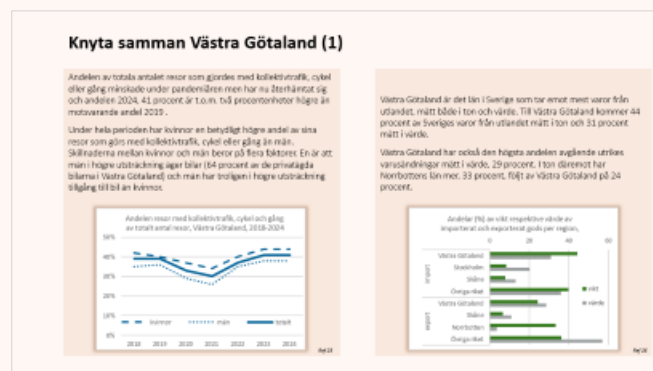 Knyta samman Västra Götaland (1)
Andelen av totala antalet resor som gjordes med kollektivtrafik, cykel
eller gång minskade under pandemiåren men har nu återhämtat sig
och andelen 2024, 41 procent är t.o.m. två procentenheter högre än
motsvarande andel 2019 .
Under hela perioden har kvinnor en betydligt högre andel av sina
resor som görs med kollektivtrafik, cykel eller gång än män.
Skillnaderna mellan kvinnor och män beror på flera faktorer. En är att
män i högre utsträckning äger bilar (64 procent av de privatägda
bilarna i Västra Götaland) och män har troligen i högre utsträckning
tillgång till bil än kvinnor.
Andelen resor med kollektivtrafik, cykel och gång
av totalt antal resor, Västra Götaland, 2018-2024
50%
40%
30%
20%
10%
0%
kvinnor män totalt
2018 2019 2020 2021 2022 2023
Västra Götaland är det län i Sverige som tar emot mest varor från
utlandet, mätt både i ton och värde. Till Västra Götaland kommer 44
procent av Sveriges varor från utlandet mätt i ton och 31 procent
mätt i värde.
Västra Götaland har också den högsta andelen avgående utrikes
varusändningar mätt i värde, 29 procent. I ton däremot har
Norrbottens län mer, 33 procent, följt av Västra Götaland på 24
procent.
Andelar (%) av vikt respektive värde av
importerat och exporterat gods per region,
0 20 40 60
import
Västra Götaland
Stockholm
Skåne
Övriga riket
export
Västra Götaland
Skåne
Norrbotten
Övriga riket
vikt
värde